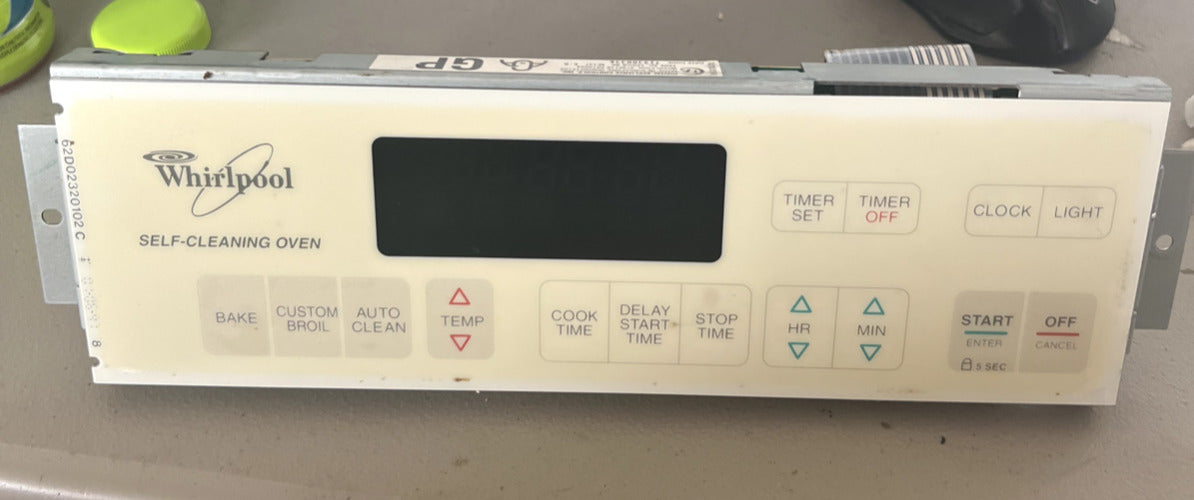 GP
62D02320102 C
Whirlpool
SELF-CLEANING OVEN
TIMER SET
TIMER OFF
CLOCK
LIGHT
BAKE
CUSTOM BROIL
AUTO CLEAN
TEMP
COOK TIME
DELAY START TIME
STOP TIME
HR
MIN
START
ENTER
5 SEC
OFF
CANCEL